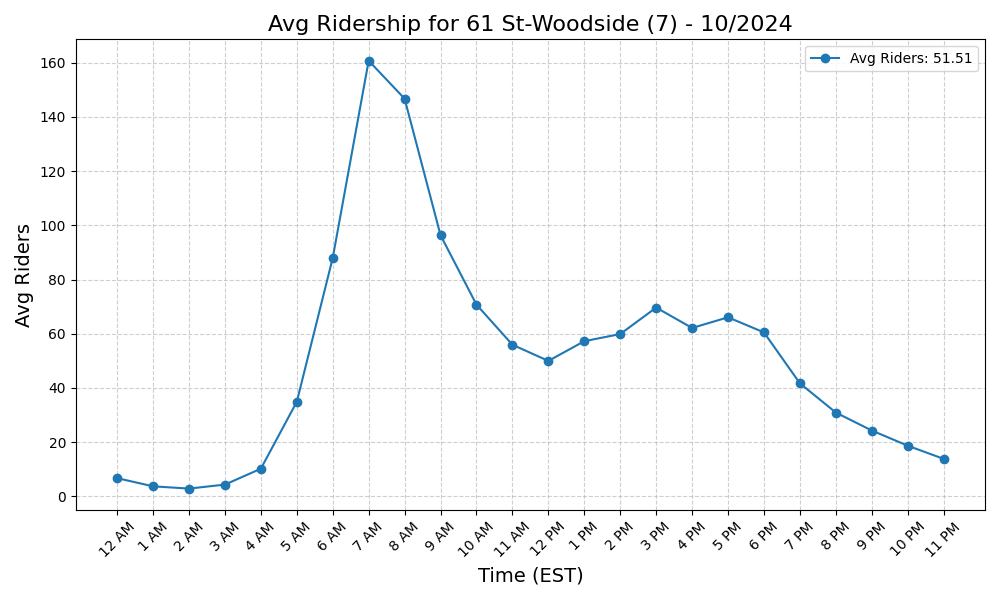 Avg Ridership for 61 St-Woodside (7) - 10/2024
Avg Riders: 51.51
Avg Riders
160
140
120
100
80
60
40
20
0
12 AM
1 AM
2 AM
3 AM
4 AM
5 AM
6 AM
7 AM
8 AM
9 AM
10 AM
11 AM
12 PM
1 PM
2 PM
3 PM
4 PM
5 PM
6 PM
7 PM
8 PM
9 PM
10 PM
11 PM
Time (EST)